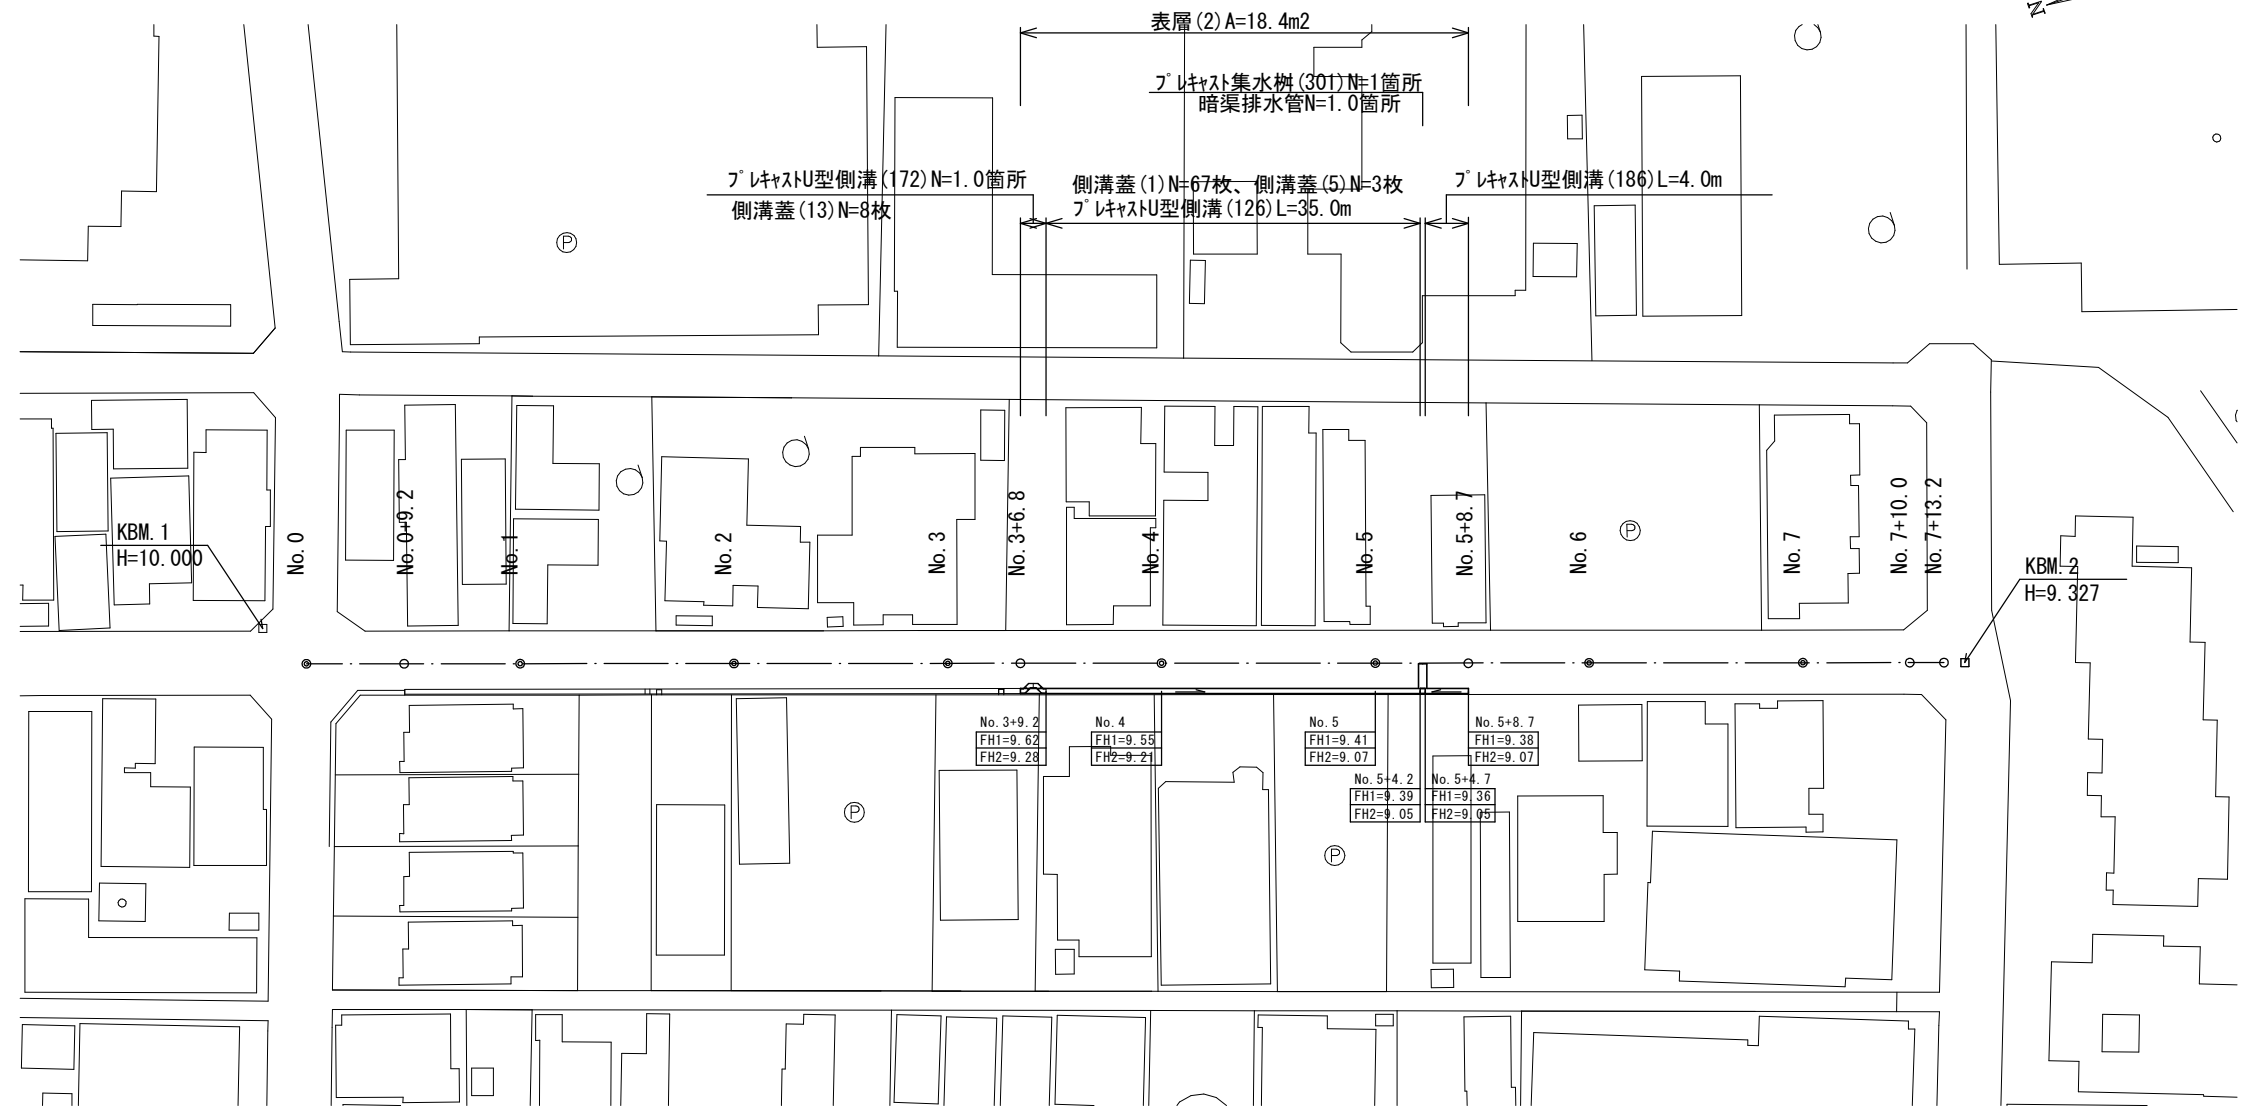 N
表層(2)A=18.4m2
プレキャスト集水桝(301)N=1箇所
暗渠排水管N=1.0箇所
プレキャストU型側溝(172)N=1.0箇所
側溝蓋(13)N=8枚
側溝蓋(1)N=67枚、側溝蓋(5)N=3枚
プレキャストU型側溝(126)L=35.0m
プレキャストU型側溝(186)L=4.0m
P
KBM.1
H=10.000
No.0
No.0+9.2
No.1
No.2
No.3
No.3+6.8
No.4
No.5
No.5+8.7
No.6
P
No.7
No.7+10.0
No.7+13.2
KBM.2
H=9.327
No.3+9.2
FH1=9.62
FH2=9.28
No.4
FH1=9.55
FH2=9.21
No.5
FH1=9.41
FH2=9.07
No.5+8.7
FH1=9.38
FH2=9.07
No.5+4.2
FH1=9.39
FH2=9.05
No.5+4.7
FH1=9.36
FH2=9.05
P
P